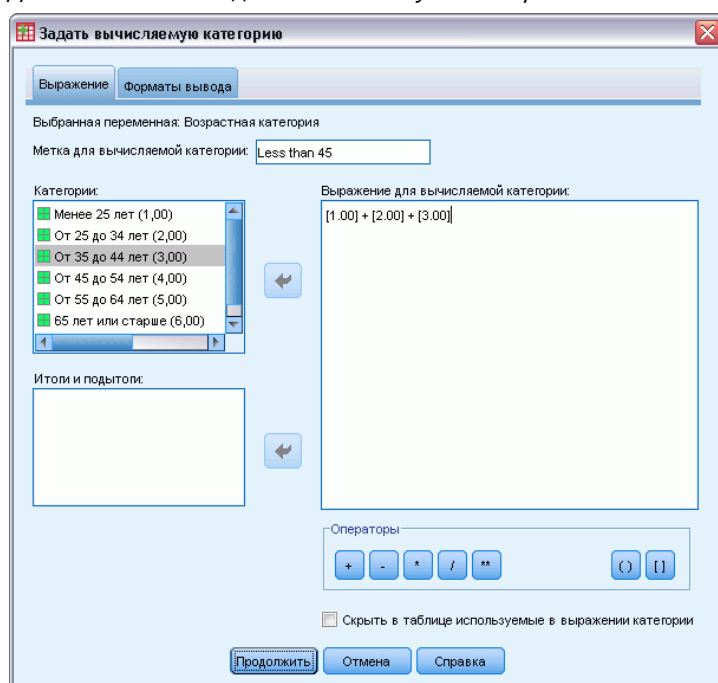 Задать вычисляемую категорию
Выражение
Форматы вывода
Выбранная переменная: Возрастная категория
Метка для вычисляемой категории: Less than 45
Категории:
Менее 25 лет (1,00)
От 25 до 34 лет (2,00)
От 35 до 44 лет (3,00)
От 45 до 54 лет (4,00)
От 55 до 64 лет (5,00)
65 лет или старше (6,00)
Выражение для вычисляемой категории:
[1.00] + [2.00] + [3.00]
Итоги и подытоги:
Операторы
+ - * / ** ( ) [ ]
Скрыть в таблице используемые в выражении категории
Продолжить Отмена Справка